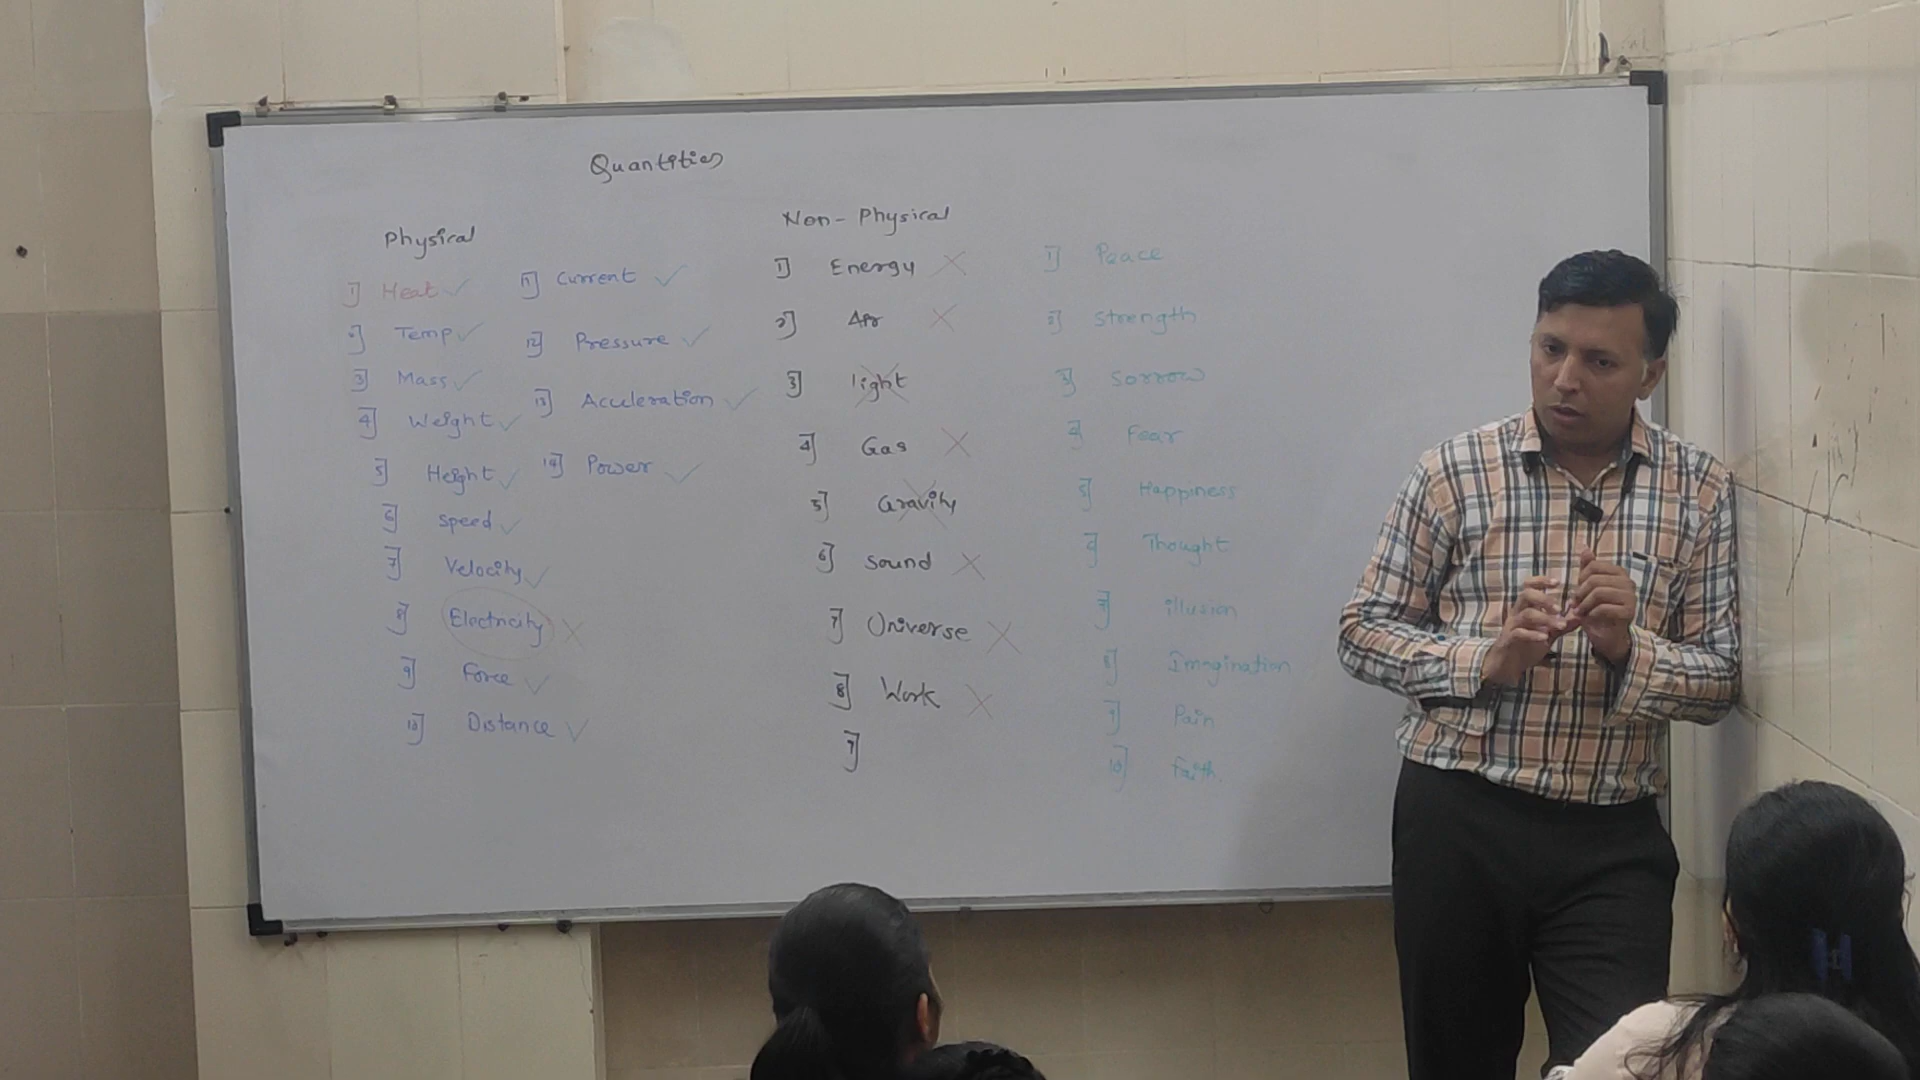 Quantities
Physical
1] Heat ✓
2] Temp ✓
3] Mass ✓
4] Weight ✓
5] Height ✓
6] Speed ✓
7] Velocity ✓
8] Electricity ✗
9] Force ✓
10] Distance ✓
11] Current ✓
12] Pressure ✓
13] Accleration ✓
14] Power ✓
Non-Physical
1] Energy ✗
2] Air ✗
3] light
4] Gas ✗
5] Gravity
6] Sound ✗
7] Universe ✗
8] Work ✗
9]
1] Peace
2] Strength
3] Sorrow
4] Fear
5] Happiness
6] Thought
7] illusion
8] Imagination
9] Pain
10] faith.